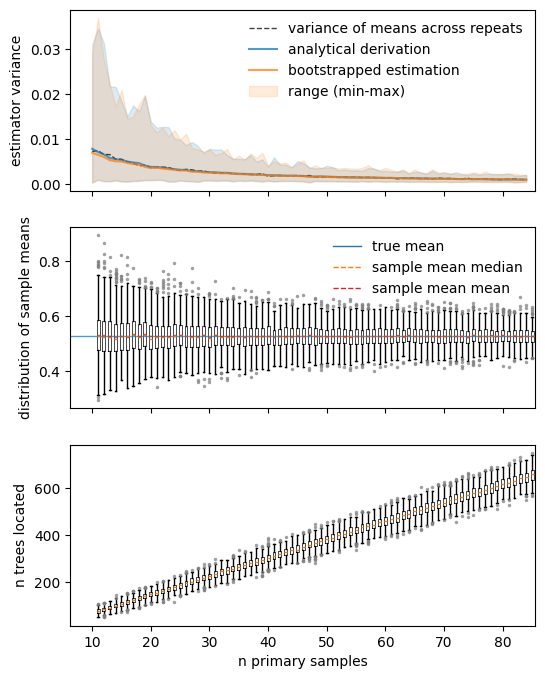 estimator variance
0.03
0.02
0.01
0.00
variance of means across repeats
analytical derivation
bootstrapped estimation
range (min-max)
distribution of sample means
0.8
0.6
0.4
true mean
sample mean median
sample mean mean
n trees located
600
400
200
10 20 30 40 50 60 70 80
n primary samples